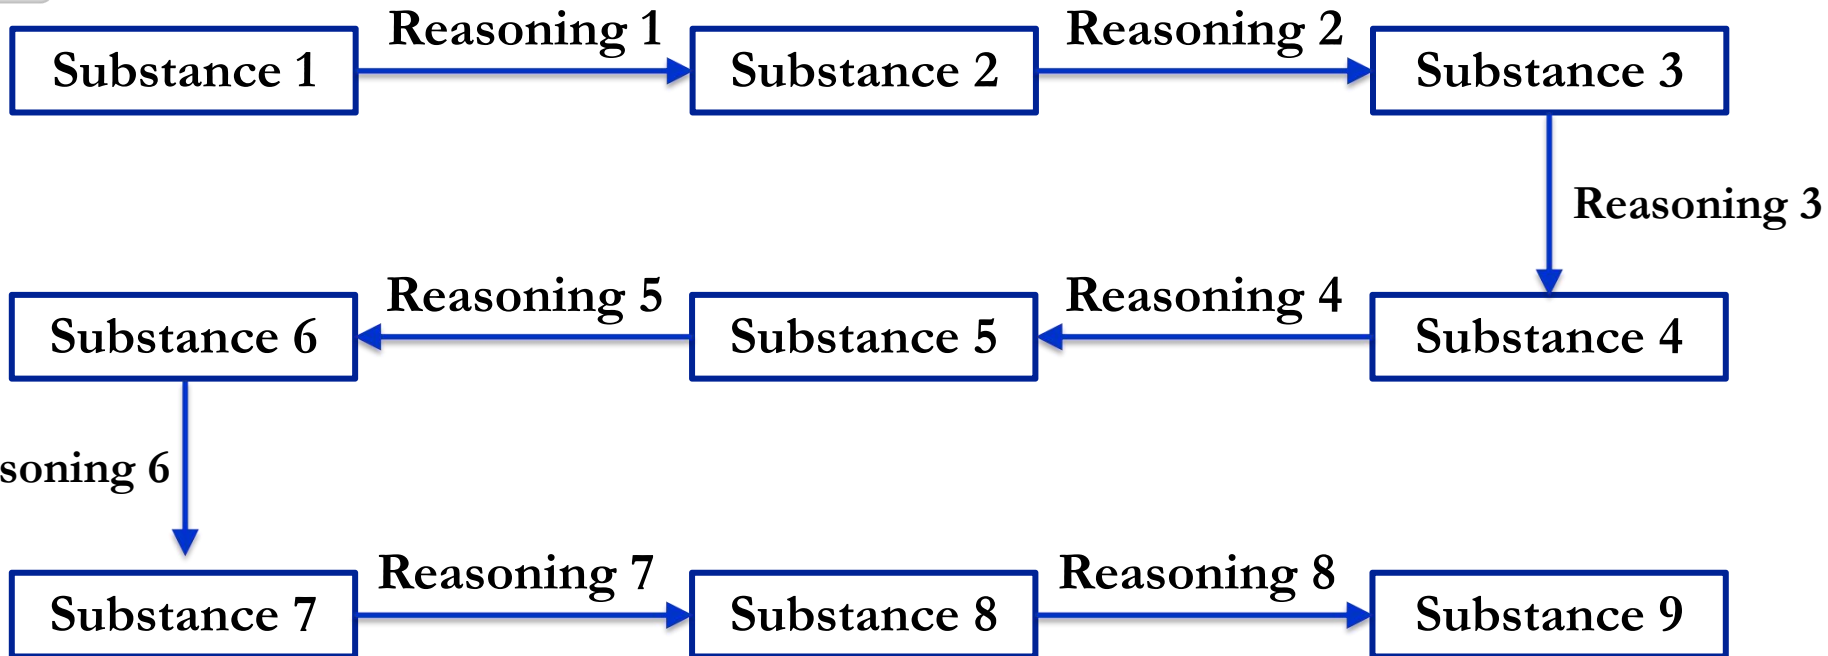 Reasoning 1
Reasoning 2
Substance 1
Substance 2
Substance 3
Reasoning 3
Reasoning 5
Reasoning 4
Substance 6
Substance 5
Substance 4
soning 6
Reasoning 7
Reasoning 8
Substance 7
Substance 8
Substance 9